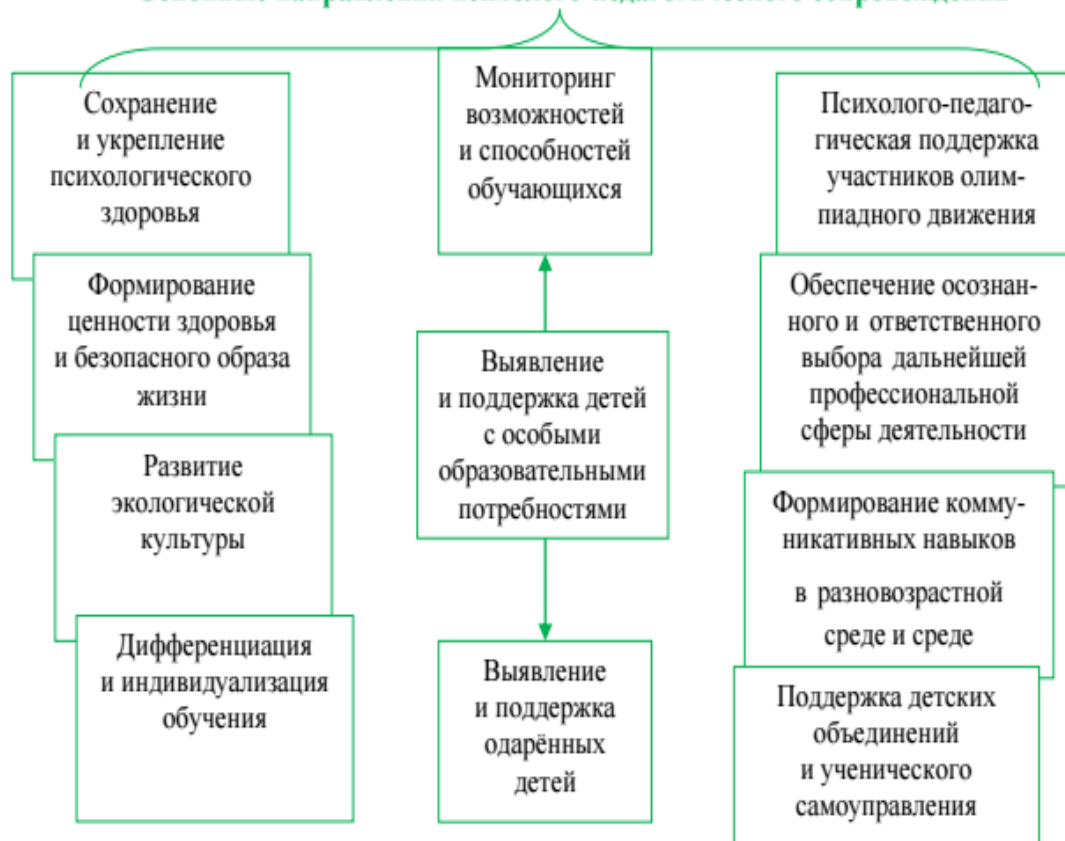 Сохранение
и укрепление
психологического
здоровья
Формирование
ценности здоровья
и безопасного образа
жизни
Развитие
экологической
культуры
Дифференциация
и индивидуализация
обучения
Мониторинг
возможностей
и способностей
обучающихся
Выявление
и поддержка детей
с особыми
образовательными
потребностями
Выявление
и поддержка
одарённых
детей
Психолого-педаго-
гическая поддержка
участников олим-
пиадного движения
Обеспечение осознан-
ного и ответственного
выбора дальнейшей
профессиональной
сферы деятельности
Формирование комму-
никативных навыков
в разновозрастной
среде и среде
Поддержка детских
объединений
и ученического
самоуправления